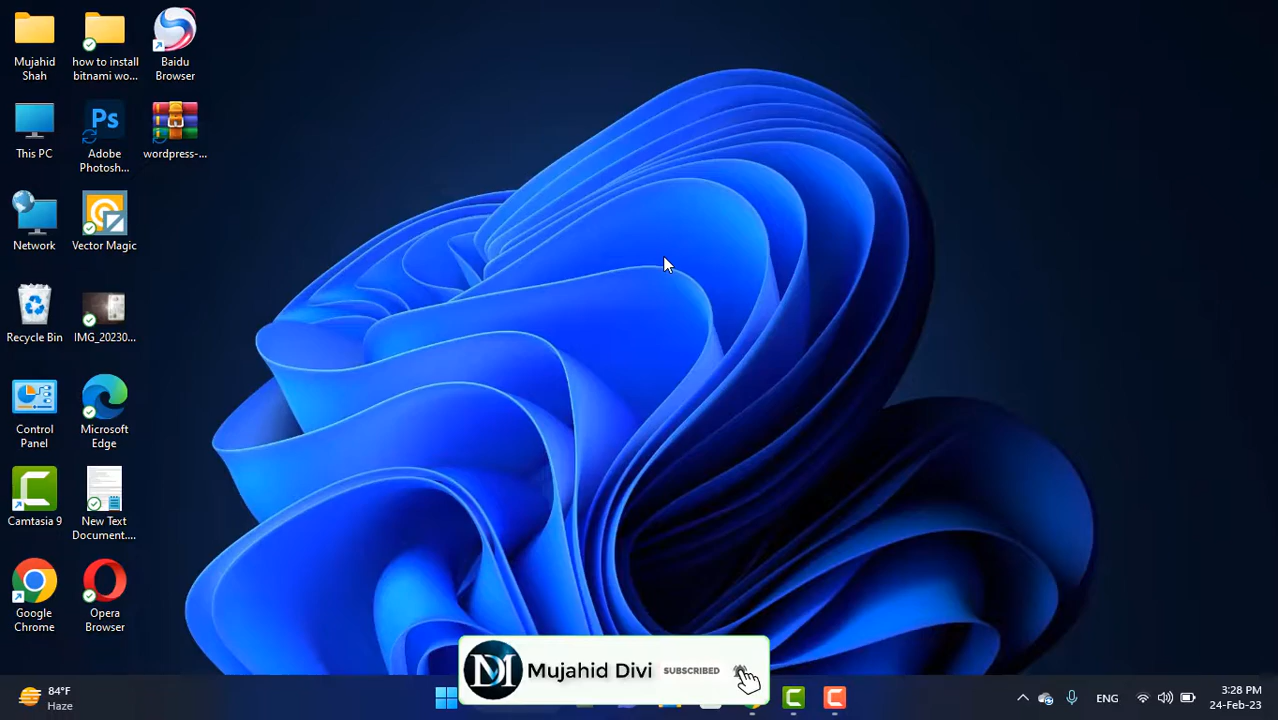 Mujahid
Shah
how to install
bitnami wo...
Baidu
Browser
This PC
Ps
Adobe
Photosh...
wordpress-...
Network
Vector Magic
Recycle Bin
IMG_20230...
Control
Panel
Microsoft
Edge
Camtasia 9
New Text
Document....
Google
Chrome
Opera
Browser
Mujahid Divi
SUBSCRIBED
84°F
Haze
ENG
3:28 PM
24-Feb-23